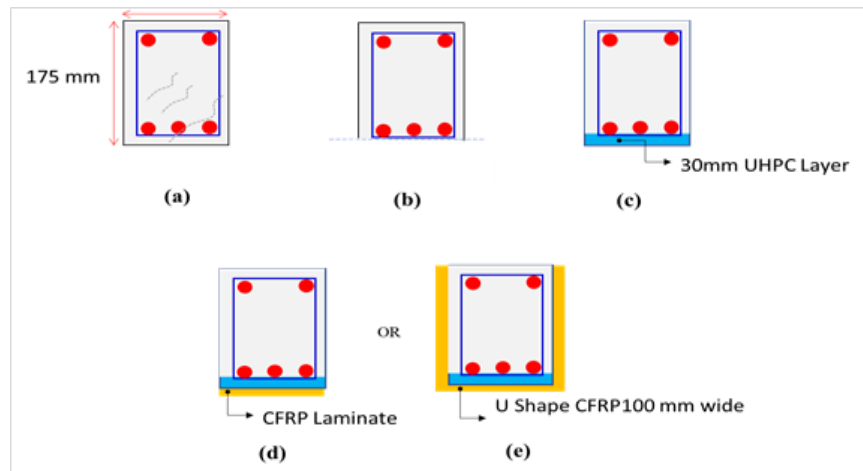 175 mm
30mm UHPC Layer
(a)
(b)
(c)
OR
CFRP Laminate
U Shape CFRP100 mm wide
(d)
(e)